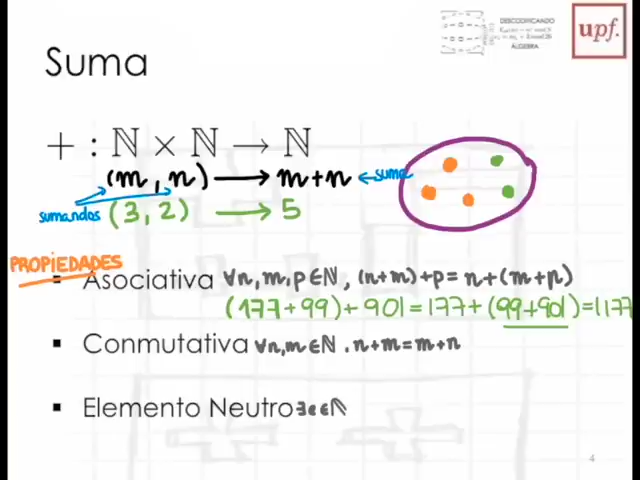 DESCODIFICANDO
ÁLGEBRA
upf.
Suma
+ : ℕ × ℕ → ℕ
(m, n) → m+n ← suma
sumandos (3, 2) → 5
PROPIEDADES
▪ Asociativa ∀n, m, p ∈ ℕ, (n+m)+p = n+(m+p)
(177+99)+901 = 177+(99+901) = 1177
▪ Conmutativa ∀n, m ∈ ℕ. n+m = m+n
▪ Elemento Neutro ∃e ∈ ℕ
4